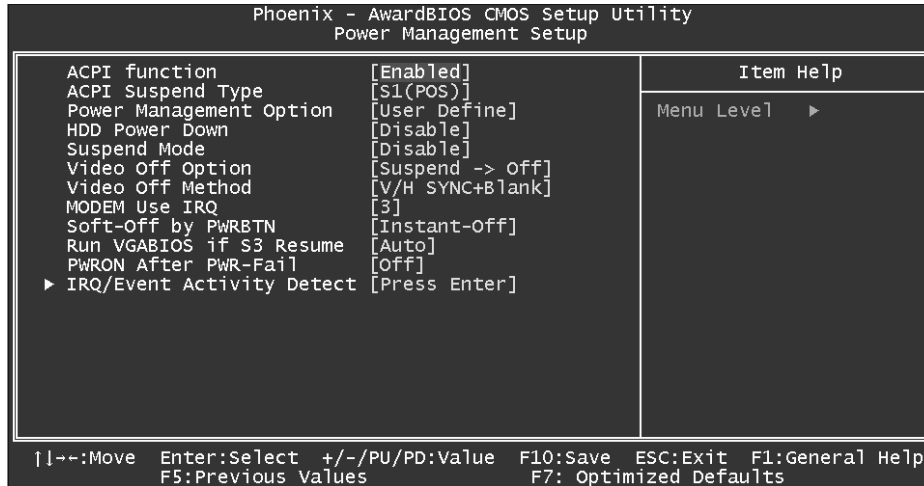 Phoenix - AwardBIOS CMOS Setup Utility
Power Management Setup
ACPI function [Enabled]
ACPI Suspend Type [S1(POS)]
Power Management Option [User Define]
HDD Power Down [Disable]
Suspend Mode [Disable]
Video Off Option [Suspend -> Off]
Video Off Method [V/H SYNC+Blank]
MODEM Use IRQ [3]
Soft-Off by PWRBTN [Instant-Off]
Run VGABIOS if S3 Resume [Auto]
PWRON After PWR-Fail [Off]
▶ IRQ/Event Activity Detect [Press Enter]
Item Help
Menu Level ▶
↑↓→←:Move Enter:Select +/-/PU/PD:Value F10:Save ESC:Exit F1:General Help
F5:Previous Values F7: Optimized Defaults